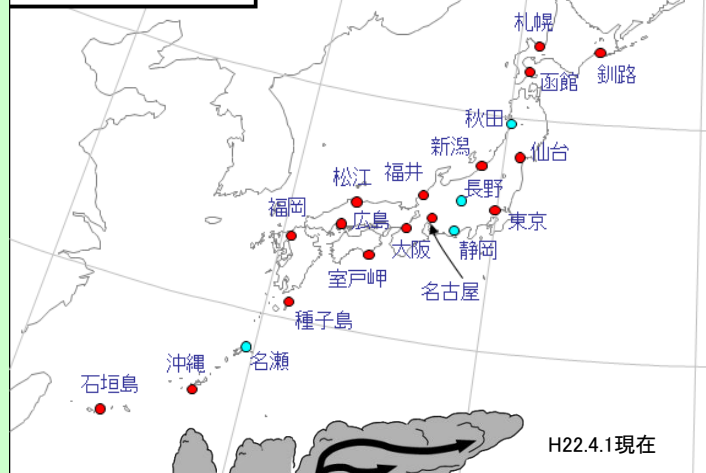 札幌
釧路
函館
秋田
仙台
新潟
福井
長野
松江
東京
福岡
広島
大阪
静岡
室戸岬
名古屋
種子島
名瀬
沖縄
石垣島
H22.4.1現在